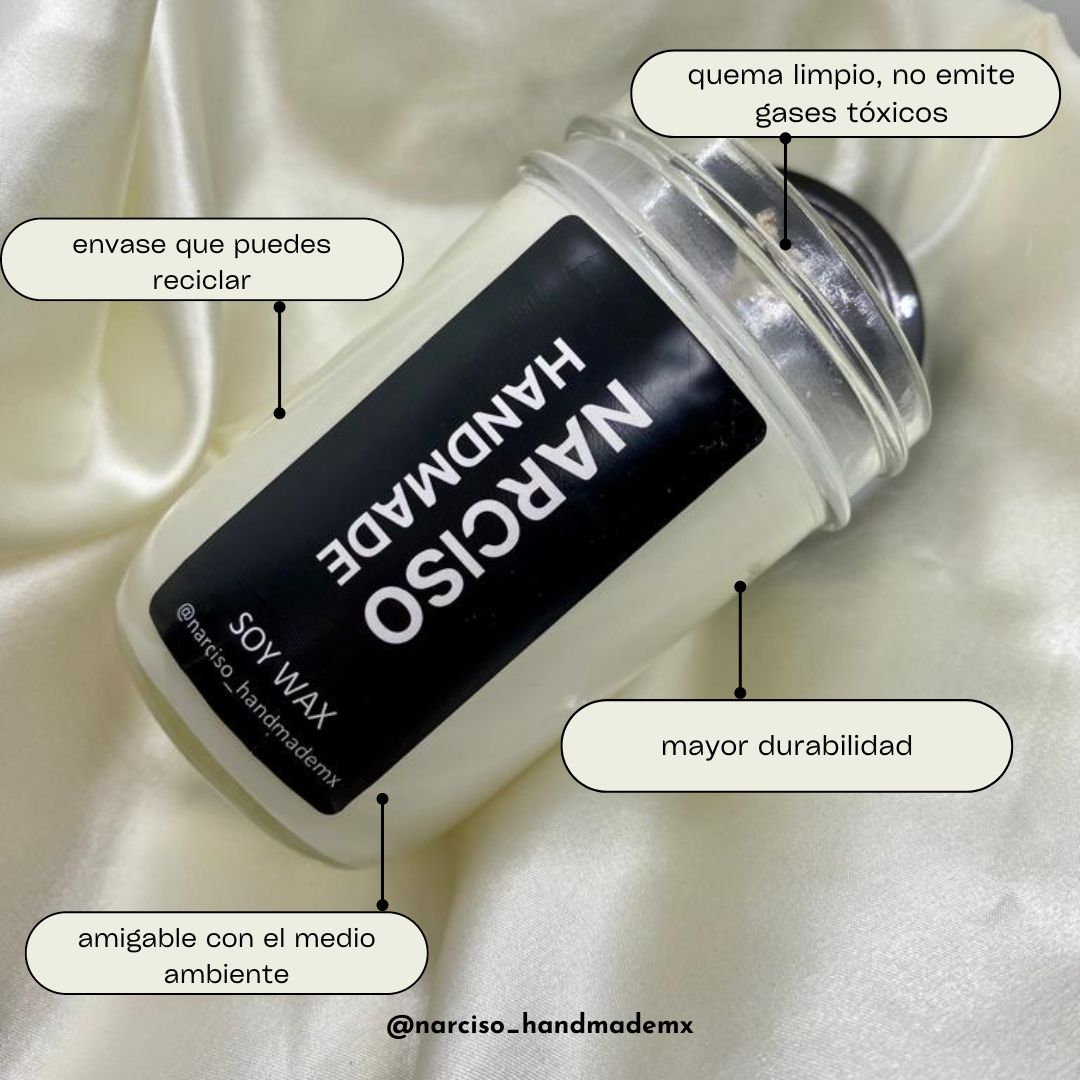 quema limpio, no emite
gases tóxicos
envase que puedes
reciclar
NARCISO
HANDMADE
SOY WAX
@narciso_handmademx
mayor durabilidad
amigable con el medio
ambiente
@narciso_handmademx